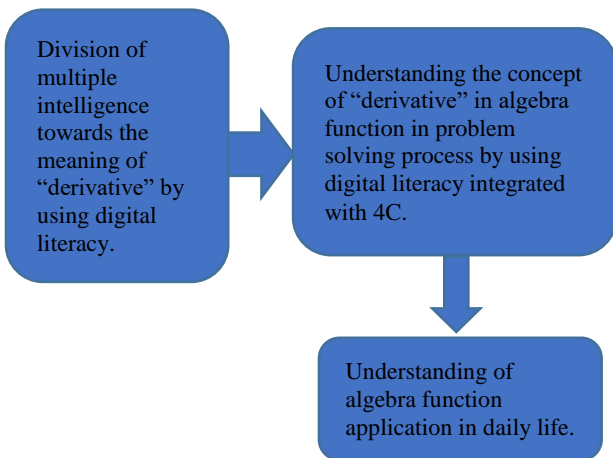 Division of
multiple
intelligence
towards the
meaning of
“derivative” by
using digital
literacy.
Understanding the concept
of “derivative” in algebra
function in problem
solving process by using
digital literacy integrated
with 4C.
Understanding of
algebra function
application in daily life.